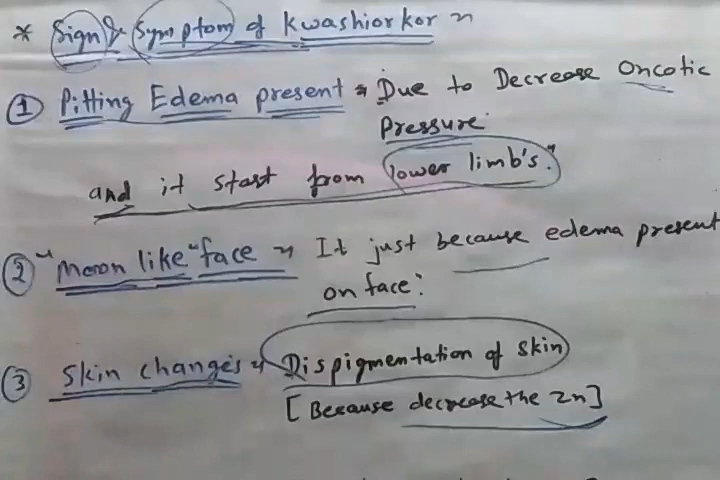 * Sign & Symptom of Kwashiorkor
① Pitting Edema present → Due to Decrease Oncotic
Pressure
and it start from lower limb's."
② "Moon like" face → It just because edema present
on face:
③ Skin changes → Dispigmentation of skin
[Because decrease the Zn]